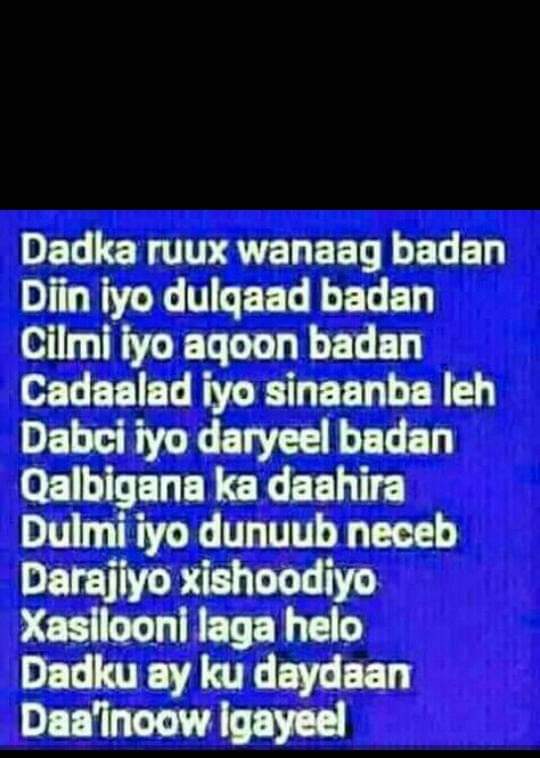 Dadka ruux wanaag badan
Diin iyo dulqaad badan
Cilmi iyo aqoon badan
Cadaalad iyo sinaanba leh
Dabci iyo daryeel badan
Qalbigana ka daahira
Dulmi iyo dunuub neceb
Darajiyo xishoodiyo
Xasilooni laga helo
Dadku ay ku daydaan
Daa'inoow igayeel